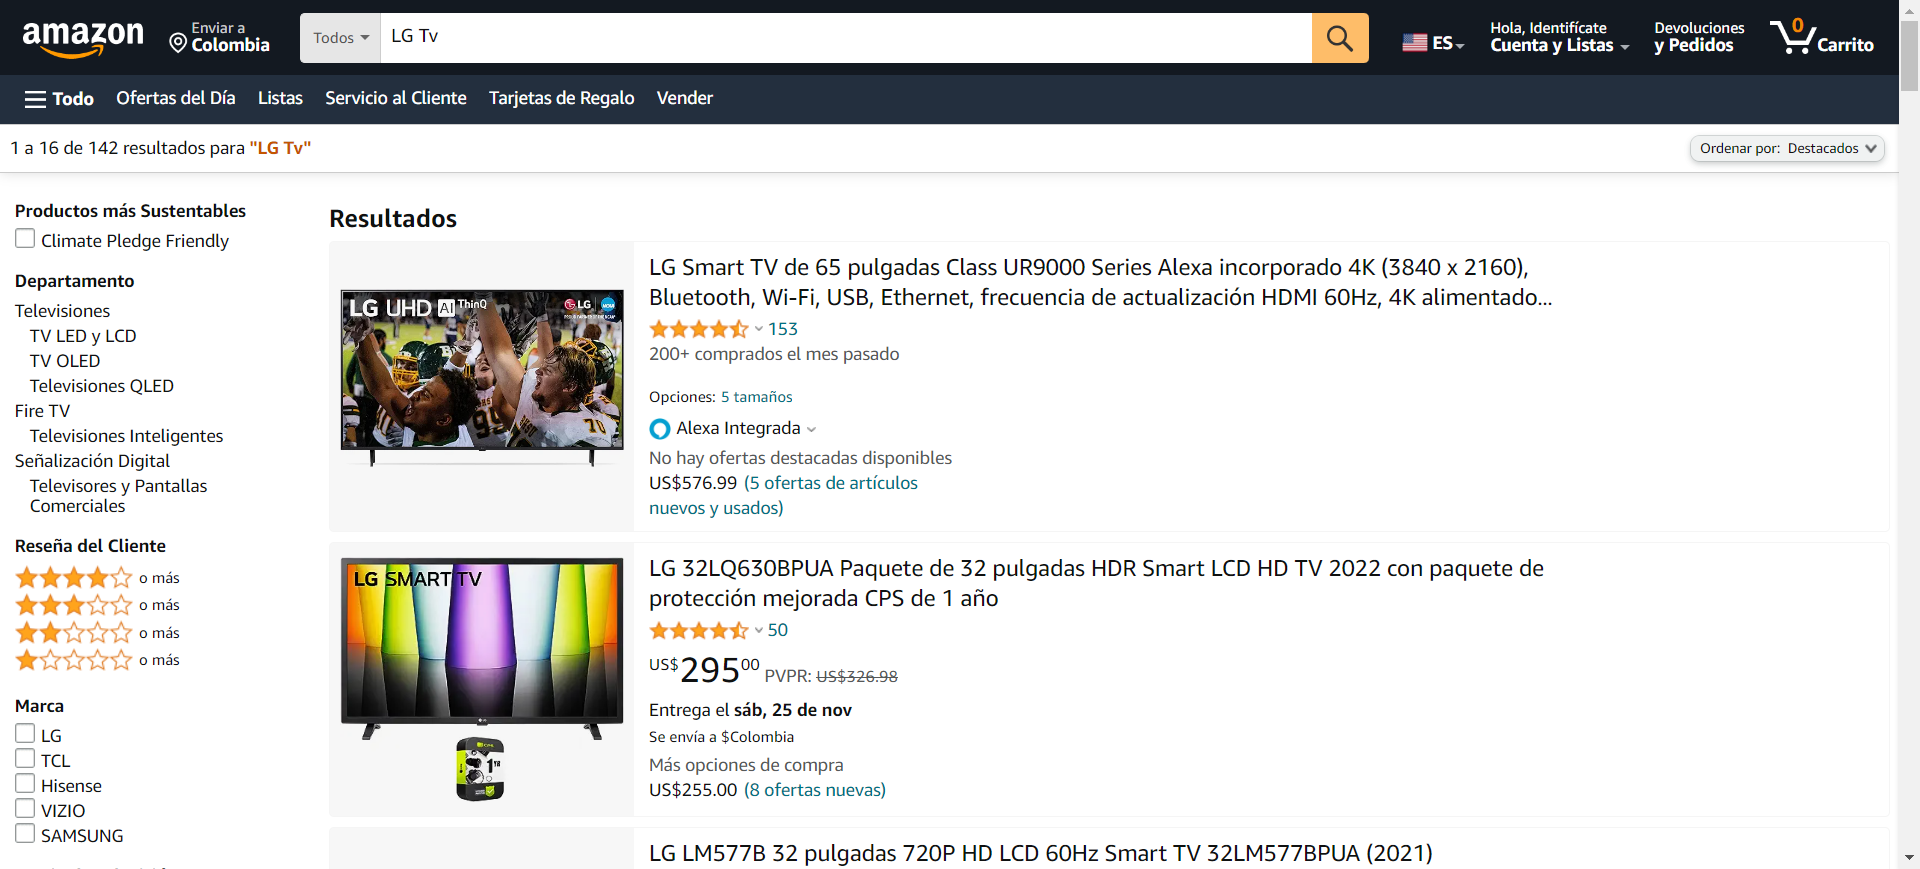 amazon
Enviar a
Colombia
Todos
LG Tv
ES
Hola, Identifícate
Cuenta y Listas
Devoluciones
y Pedidos
0
Carrito
Todo
Ofertas del Día
Listas
Servicio al Cliente
Tarjetas de Regalo
Vender
1 a 16 de 142 resultados para "LG Tv"
Ordenar por: Destacados
Productos más Sustentables
Climate Pledge Friendly
Departamento
Televisiones
TV LED y LCD
TV OLED
Televisiones QLED
Fire TV
Televisiones Inteligentes
Señalización Digital
Televisores y Pantallas
Comerciales
Reseña del Cliente
o más
o más
o más
o más
Marca
LG
TCL
Hisense
VIZIO
SAMSUNG
Resultados
LG UHD AI ThinQ
LG
70
LG Smart TV de 65 pulgadas Class UR9000 Series Alexa incorporado 4K (3840 x 2160),
Bluetooth, Wi-Fi, USB, Ethernet, frecuencia de actualización HDMI 60Hz, 4K alimentado...
153
200+ comprados el mes pasado
Opciones: 5 tamaños
Alexa Integrada
No hay ofertas destacadas disponibles
US$576.99 (5 ofertas de artículos
nuevos y usados)
LG SMART TV
1 YR
LG 32LQ630BPUA Paquete de 32 pulgadas HDR Smart LCD HD TV 2022 con paquete de
protección mejorada CPS de 1 año
50
US$29500 PVPR: US$326.98
Entrega el sáb, 25 de nov
Se envía a $Colombia
Más opciones de compra
US$255.00 (8 ofertas nuevas)
LG LM577B 32 pulgadas 720P HD LCD 60Hz Smart TV 32LM577BPUA (2021)